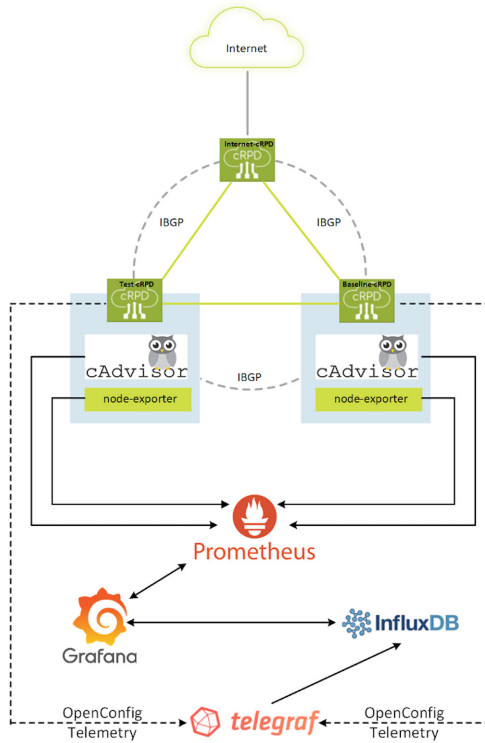 Internet
Internet-cRPD
cRPD
IBGP
IBGP
Test-cRPD
cRPD
Baseline-cRPD
cRPD
cAdvisor
cAdvisor
IBGP
node-exporter
node-exporter
Prometheus
Grafana
InfluxDB
OpenConfig
Telemetry
telegraf
OpenConfig
Telemetry